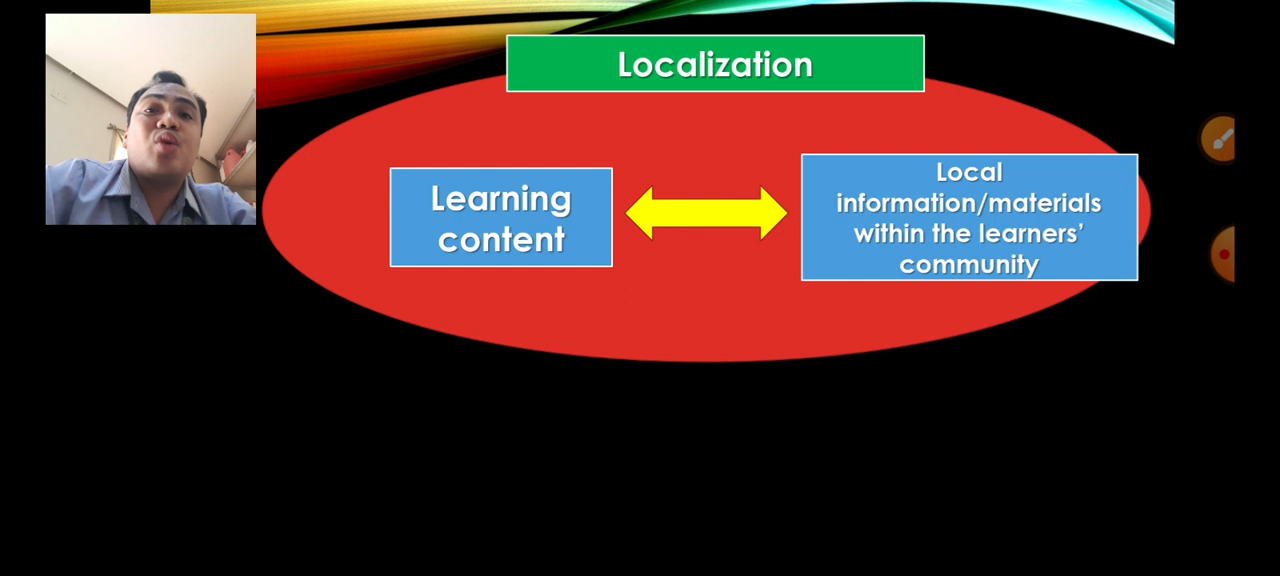 Localization
Learning
content
Local
information/materials
within the learners’
community